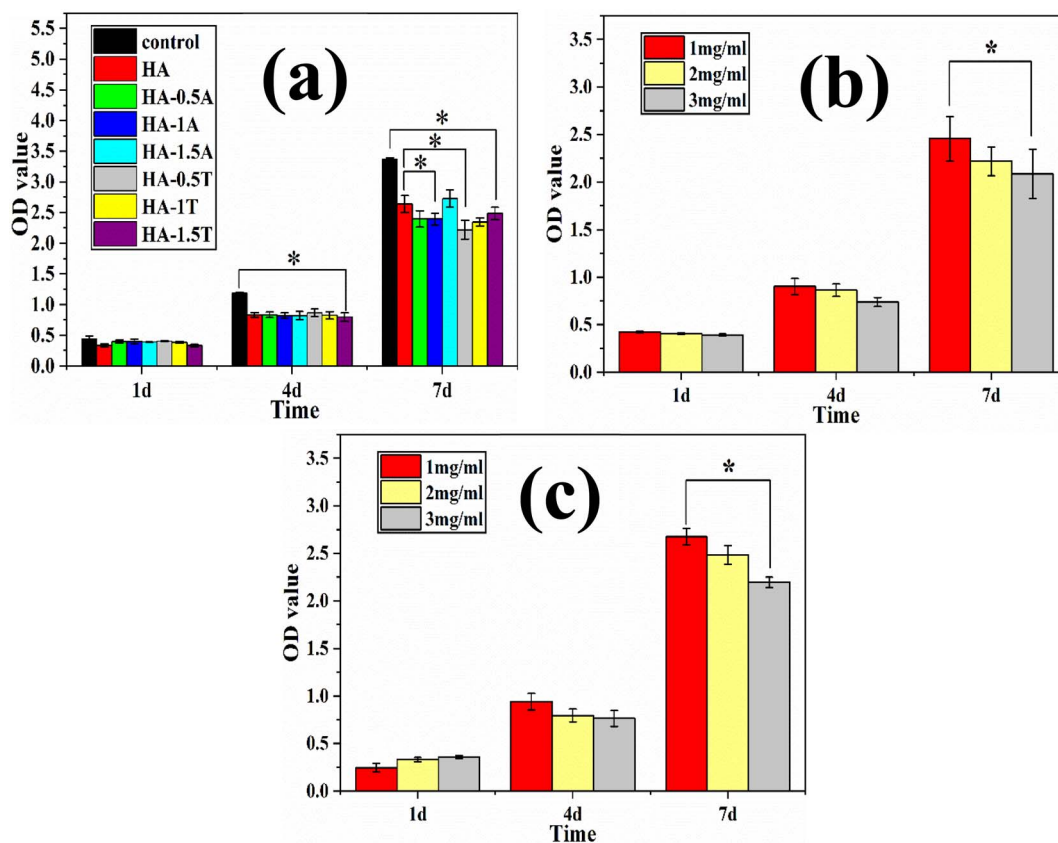 (a)
OD value
5.5
5.0
4.5
4.0
3.5
3.0
2.5
2.0
1.5
1.0
0.5
0.0
control
HA
HA-0.5A
HA-1A
HA-1.5A
HA-0.5T
HA-1T
HA-1.5T
*
*
*
*
1d 4d 7d
Time
(b)
OD value
3.5
3.0
2.5
2.0
1.5
1.0
0.5
0.0
1mg/ml
2mg/ml
3mg/ml
*
1d 4d 7d
Time
(c)
OD value
3.5
3.0
2.5
2.0
1.5
1.0
0.5
0.0
1mg/ml
2mg/ml
3mg/ml
*
1d 4d 7d
Time